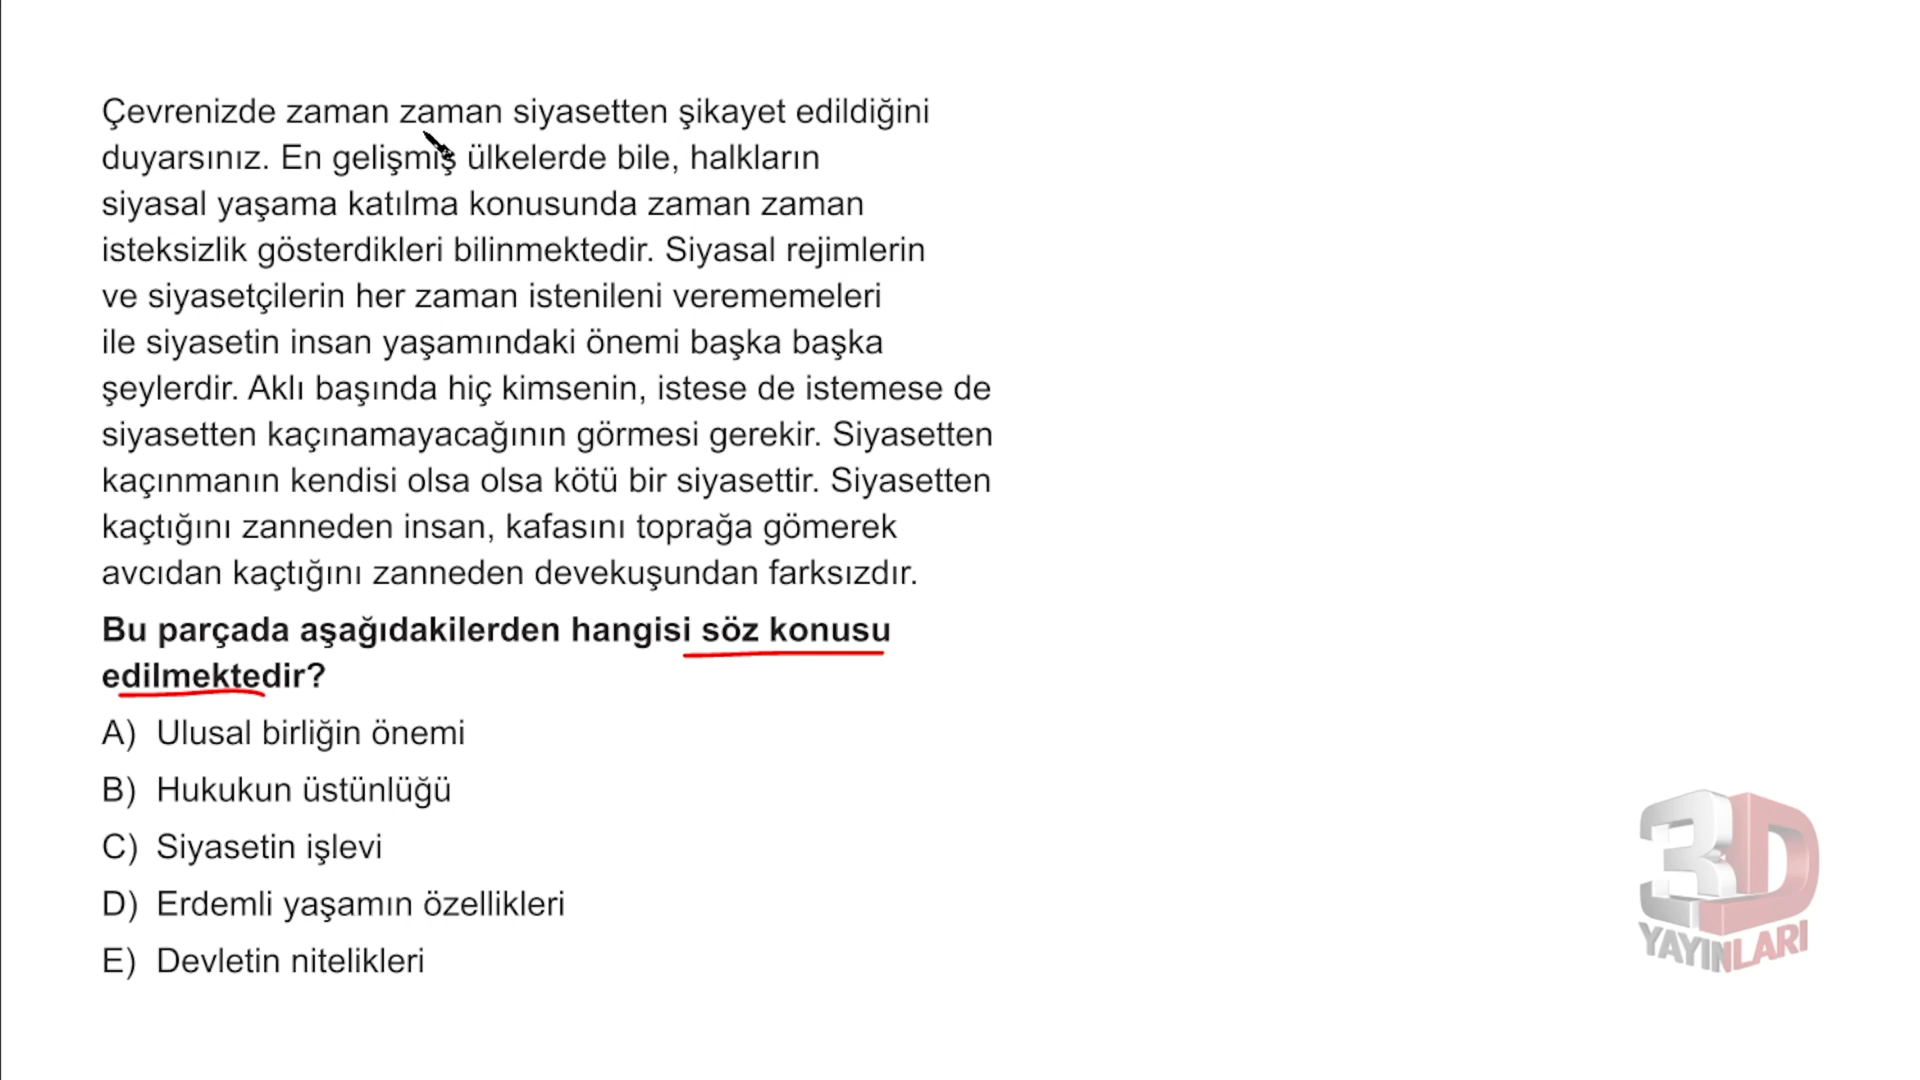 Çevrenizde zaman zaman siyasetten şikayet edildiğini
duyarsınız. En gelişmiş ülkelerde bile, halkların
siyasal yaşama katılma konusunda zaman zaman
isteksizlik gösterdikleri bilinmektedir. Siyasal rejimlerin
ve siyasetçilerin her zaman istenileni verememeleri
ile siyasetin insan yaşamındaki önemi başka başka
şeylerdir. Aklı başında hiç kimsenin, istese de istemese de
siyasetten kaçınamayacağının görmesi gerekir. Siyasetten
kaçınmanın kendisi olsa olsa kötü bir siyasettir. Siyasetten
kaçtığını zanneden insan, kafasını toprağa gömerek
avcıdan kaçtığını zanneden devekuşundan farksızdır.
Bu parçada aşağıdakilerden hangisi söz konusu
edilmektedir?
A) Ulusal birliğin önemi
B) Hukukun üstünlüğü
C) Siyasetin işlevi
D) Erdemli yaşamın özellikleri
E) Devletin nitelikleri
3D
YAYINLARI